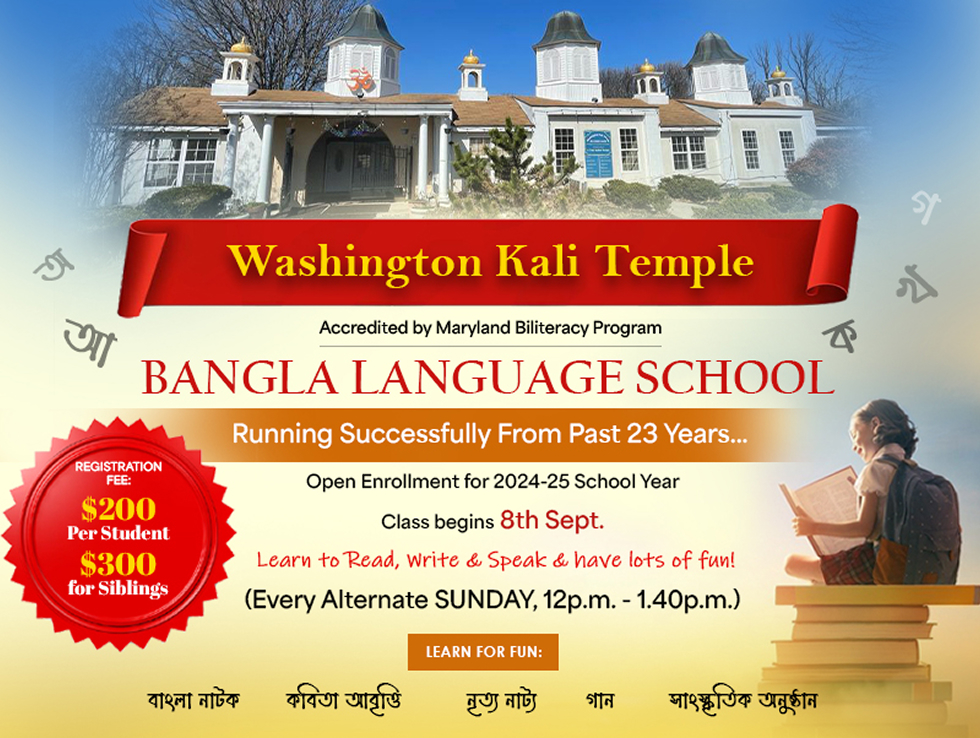 Washington Kali Temple
Accredited by Maryland Biliteracy Program
BANGLA LANGUAGE SCHOOL
Running Successfully From Past 23 Years...
Open Enrollment for 2024-25 School Year
Class begins 8th Sept.
Learn to Read, Write & Speak & have lots of fun!
(Every Alternate SUNDAY, 12p.m. - 1.40p.m.)
REGISTRATION
FEE:
$200
Per Student
$300
for Siblings
LEARN FOR FUN:
বাংলা নাটক কবিতা আবৃত্তি নৃত্য নাট্য গান সাংস্কৃতিক অনুষ্ঠান
আ
ক
খ
গ
ॐ